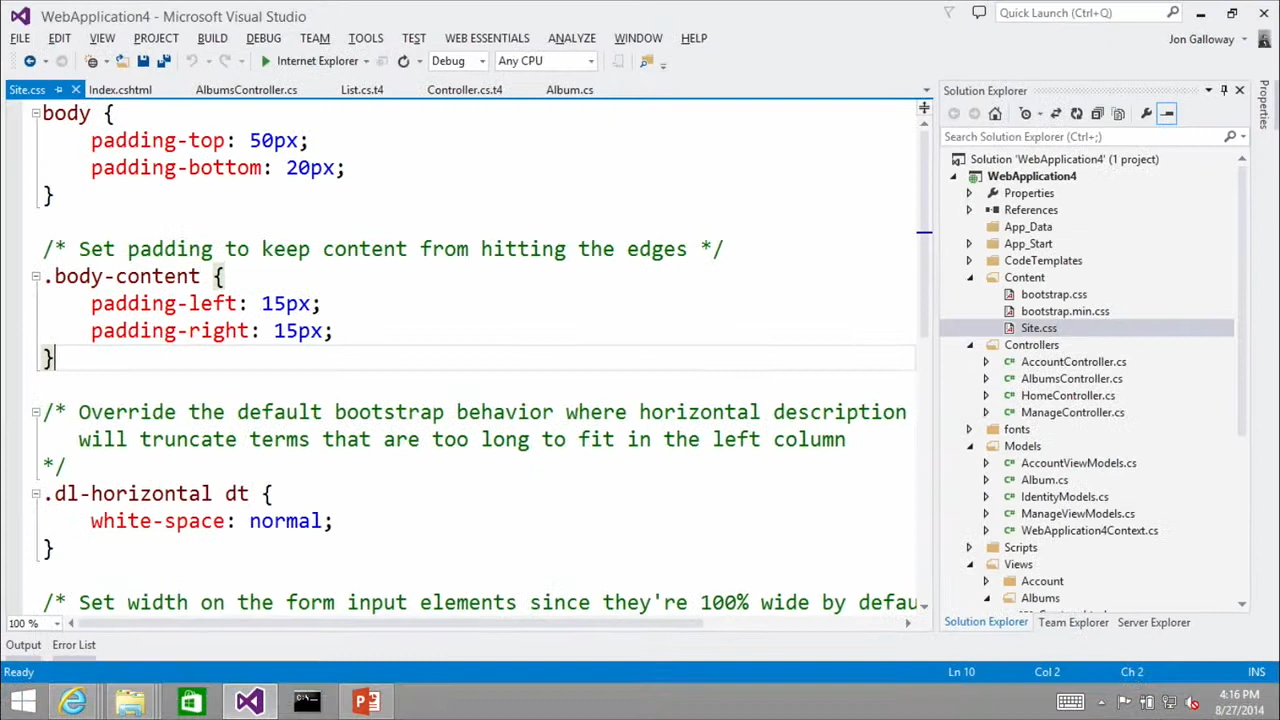 WebApplication4 - Microsoft Visual Studio
Quick Launch (Ctrl+Q)
FILE EDIT VIEW PROJECT BUILD DEBUG TEAM TOOLS TEST WEB ESSENTIALS ANALYZE WINDOW HELP
Jon Galloway
Internet Explorer Debug Any CPU
Site.css Index.cshtml AlbumsController.cs List.cs.t4 Controller.cs.t4 Album.cs
body {
padding-top: 50px;
padding-bottom: 20px;
}
/* Set padding to keep content from hitting the edges */
.body-content {
padding-left: 15px;
padding-right: 15px;
}
/* Override the default bootstrap behavior where horizontal description
will truncate terms that are too long to fit in the left column
*/
.dl-horizontal dt {
white-space: normal;
}
/* Set width on the form input elements since they're 100% wide by defau
100 %
Output Error List
Solution Explorer
Search Solution Explorer (Ctrl+;)
Solution 'WebApplication4' (1 project)
WebApplication4
Properties
References
App_Data
App_Start
CodeTemplates
Content
bootstrap.css
bootstrap.min.css
Site.css
Controllers
AccountController.cs
AlbumsController.cs
HomeController.cs
ManageController.cs
fonts
Models
AccountViewModels.cs
Album.cs
IdentityModels.cs
ManageViewModels.cs
WebApplication4Context.cs
Scripts
Views
Account
Albums
Solution Explorer Team Explorer Server Explorer
Properties
Ready Ln 10 Col 2 Ch 2 INS
4:16 PM
8/27/2014